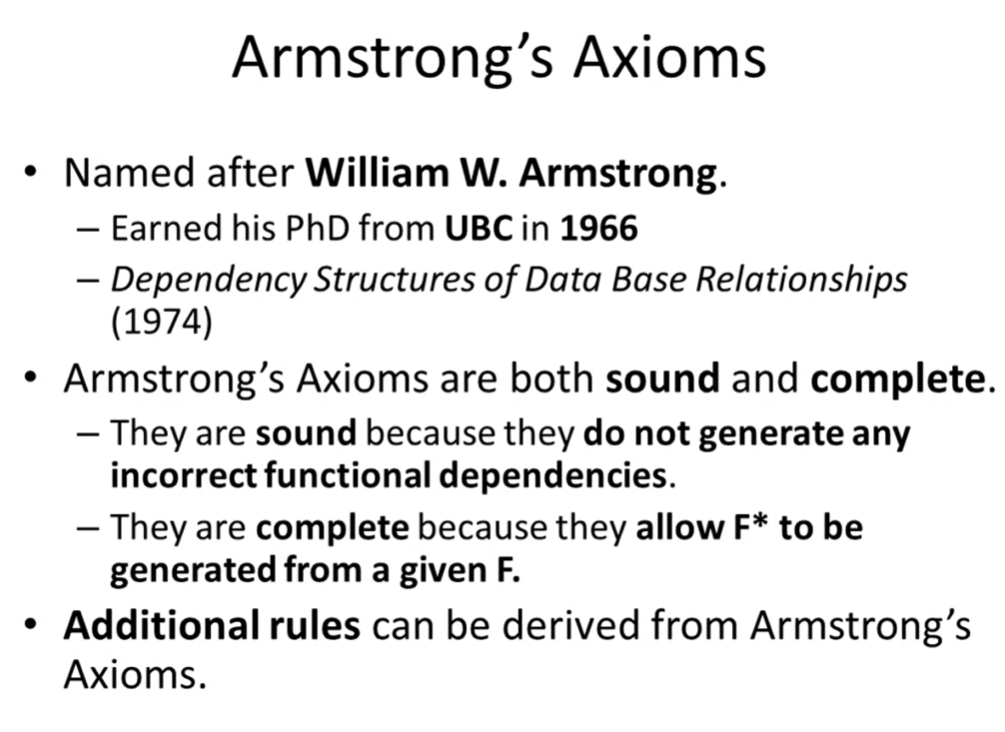 Armstrong’s Axioms
• Named after William W. Armstrong.
– Earned his PhD from UBC in 1966
– Dependency Structures of Data Base Relationships
(1974)
• Armstrong’s Axioms are both sound and complete.
– They are sound because they do not generate any
incorrect functional dependencies.
– They are complete because they allow F* to be
generated from a given F.
• Additional rules can be derived from Armstrong’s
Axioms.